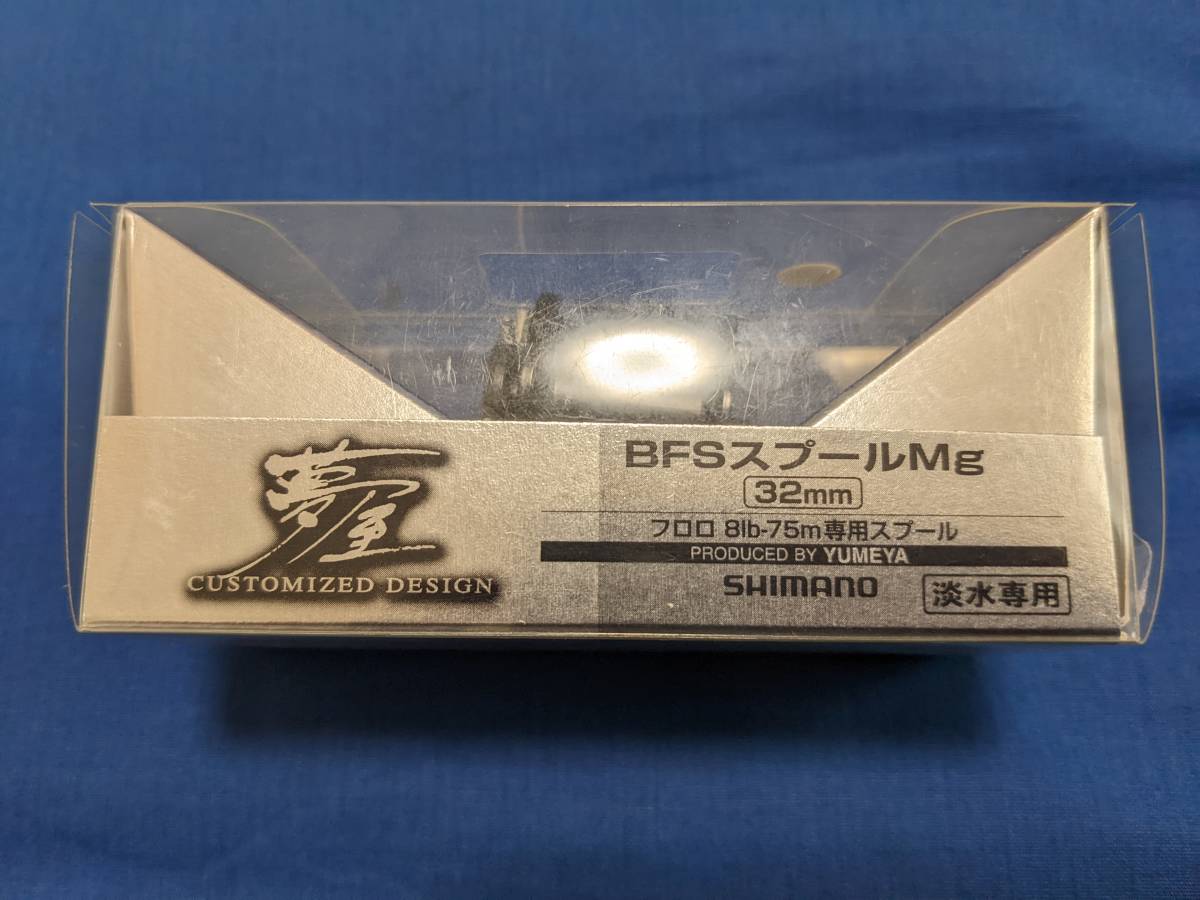 夢屋
CUSTOMIZED DESIGN
BFSスプールMg
32mm
フロロ 8lb-75m専用スプール
PRODUCED BY YUMEYA
SHIMANO
淡水専用